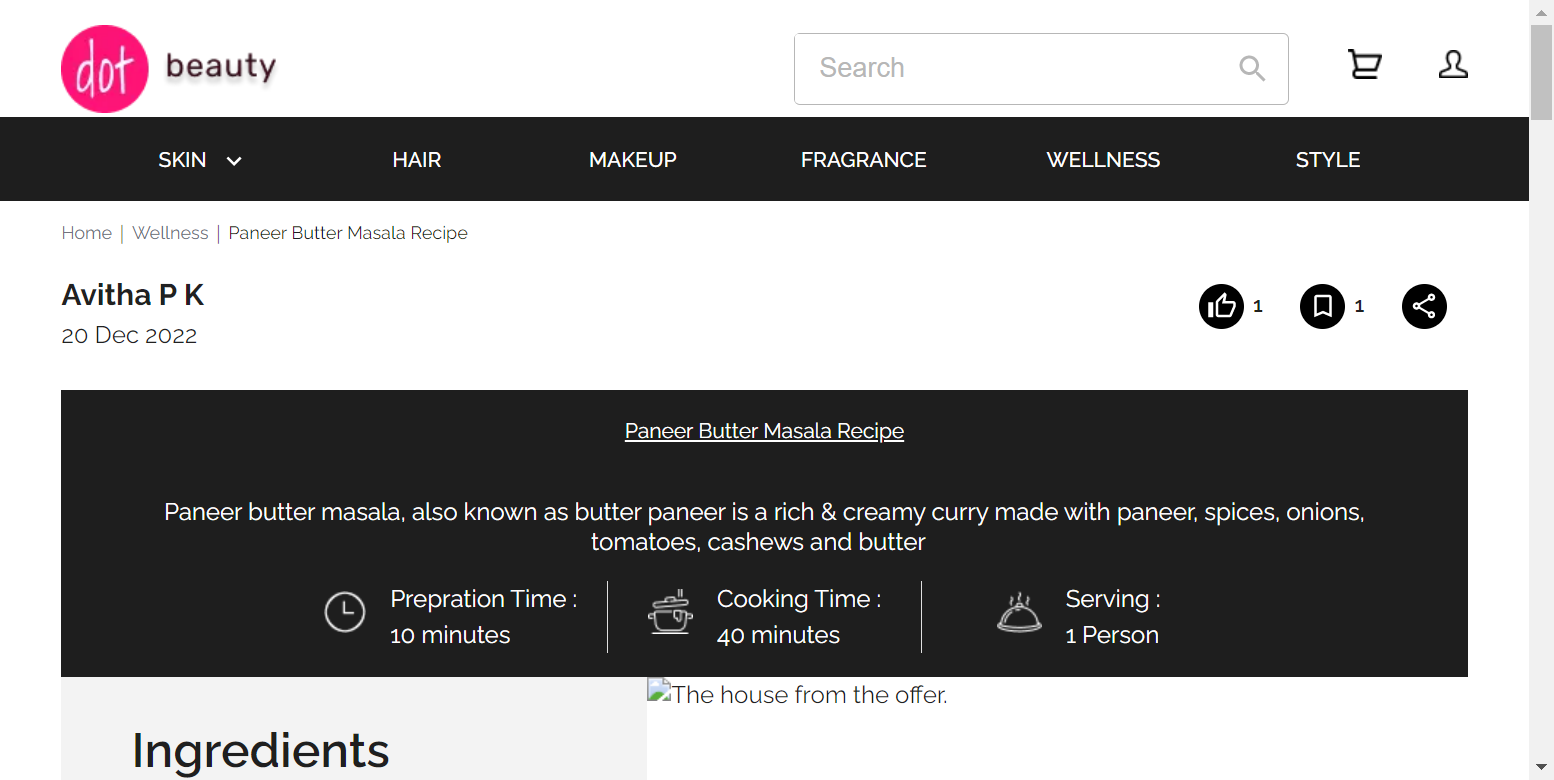 dot beauty
Search
SKIN
HAIR
MAKEUP
FRAGRANCE
WELLNESS
STYLE
Home | Wellness | Paneer Butter Masala Recipe
Avitha P K
20 Dec 2022
1
1
Paneer Butter Masala Recipe
Paneer butter masala, also known as butter paneer is a rich & creamy curry made with paneer, spices, onions,
tomatoes, cashews and butter
Prepration Time :
10 minutes
Cooking Time :
40 minutes
Serving :
1 Person
The house from the offer.
Ingredients